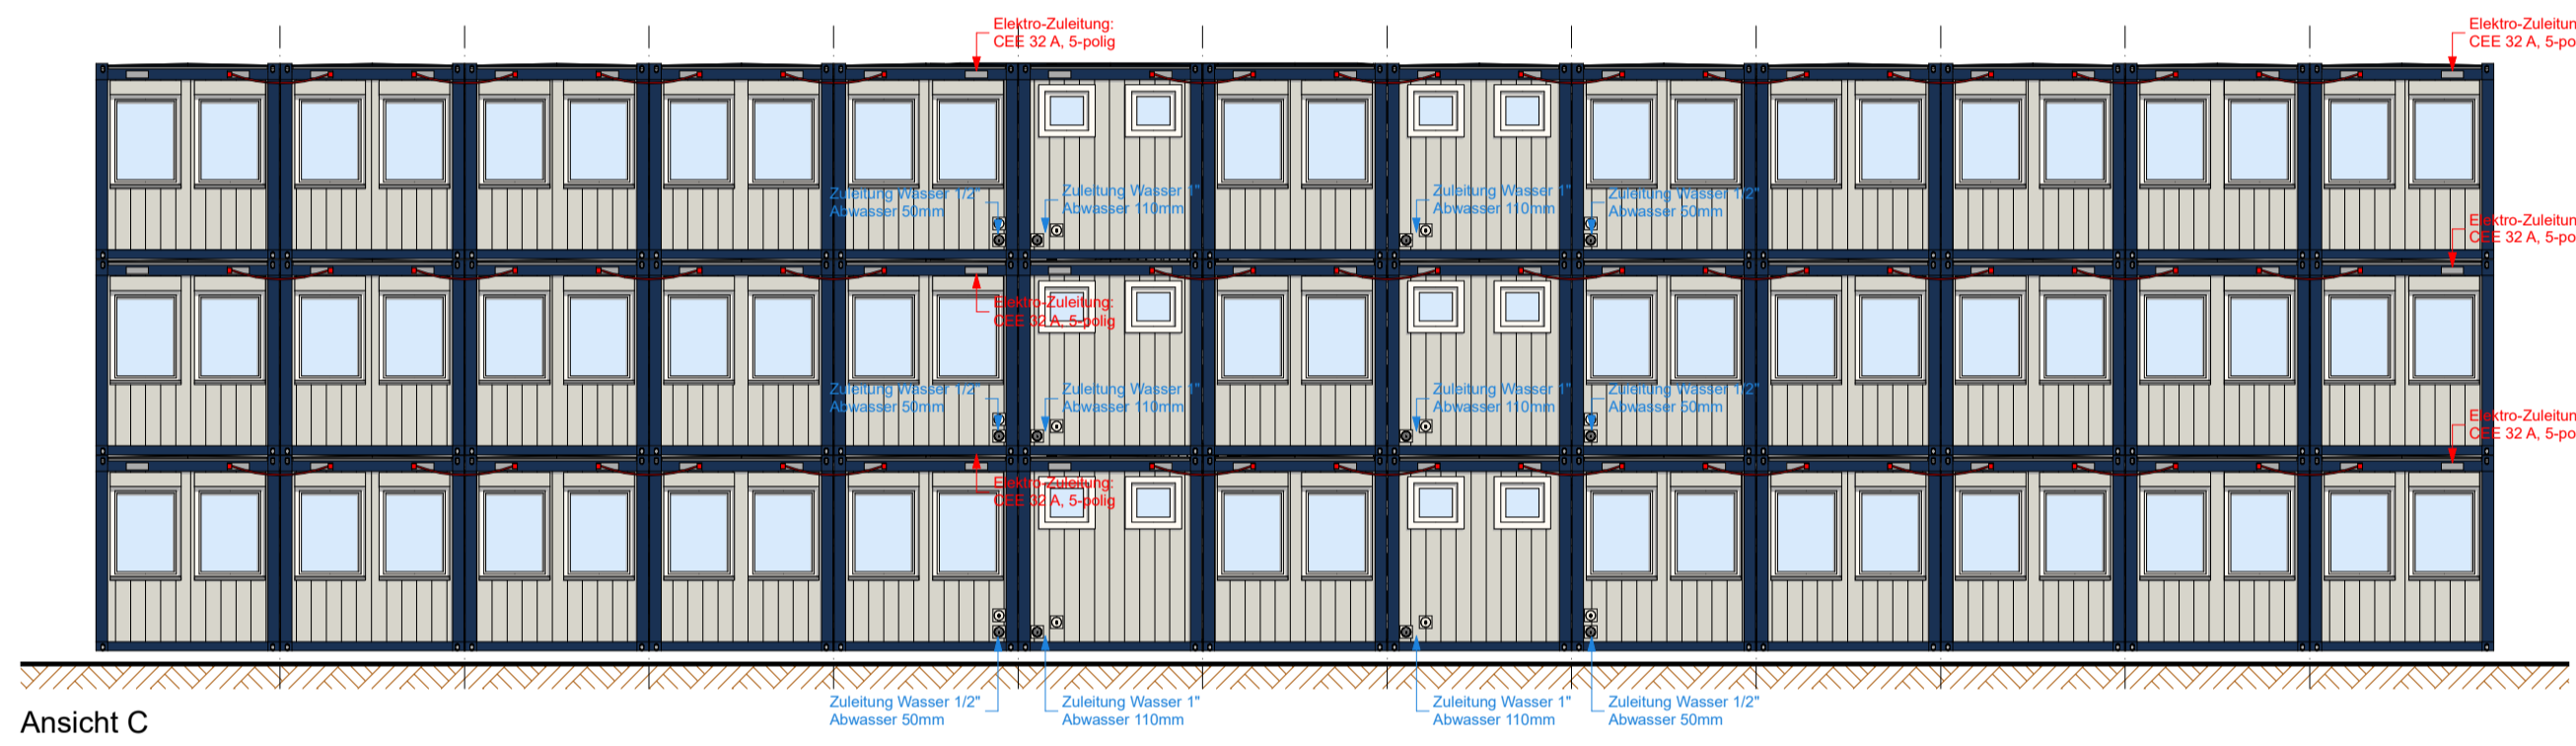 Elektro-Zuleitung:
CEE 32 A, 5-polig
Elektro-Zuleitun
CEE 32 A, 5-po
Zuleitung Wasser 1/2"
Abwasser 50mm
Zuleitung Wasser 1"
Abwasser 110mm
Zuleitung Wasser 1"
Abwasser 110mm
Zuleitung Wasser 1/2"
Abwasser 50mm
Elektro-Zuleitun
CEE 32 A, 5-po
Elektro-Zuleitung:
CEE 32 A, 5-polig
Zuleitung Wasser 1/2"
Abwasser 50mm
Zuleitung Wasser 1"
Abwasser 110mm
Zuleitung Wasser 1"
Abwasser 110mm
Zuleitung Wasser 1/2"
Abwasser 50mm
Elektro-Zuleitun
CEE 32 A, 5-po
Elektro-Zuleitung:
CEE 32 A, 5-polig
Zuleitung Wasser 1/2"
Abwasser 50mm
Zuleitung Wasser 1"
Abwasser 110mm
Zuleitung Wasser 1"
Abwasser 110mm
Zuleitung Wasser 1/2"
Abwasser 50mm
Ansicht C